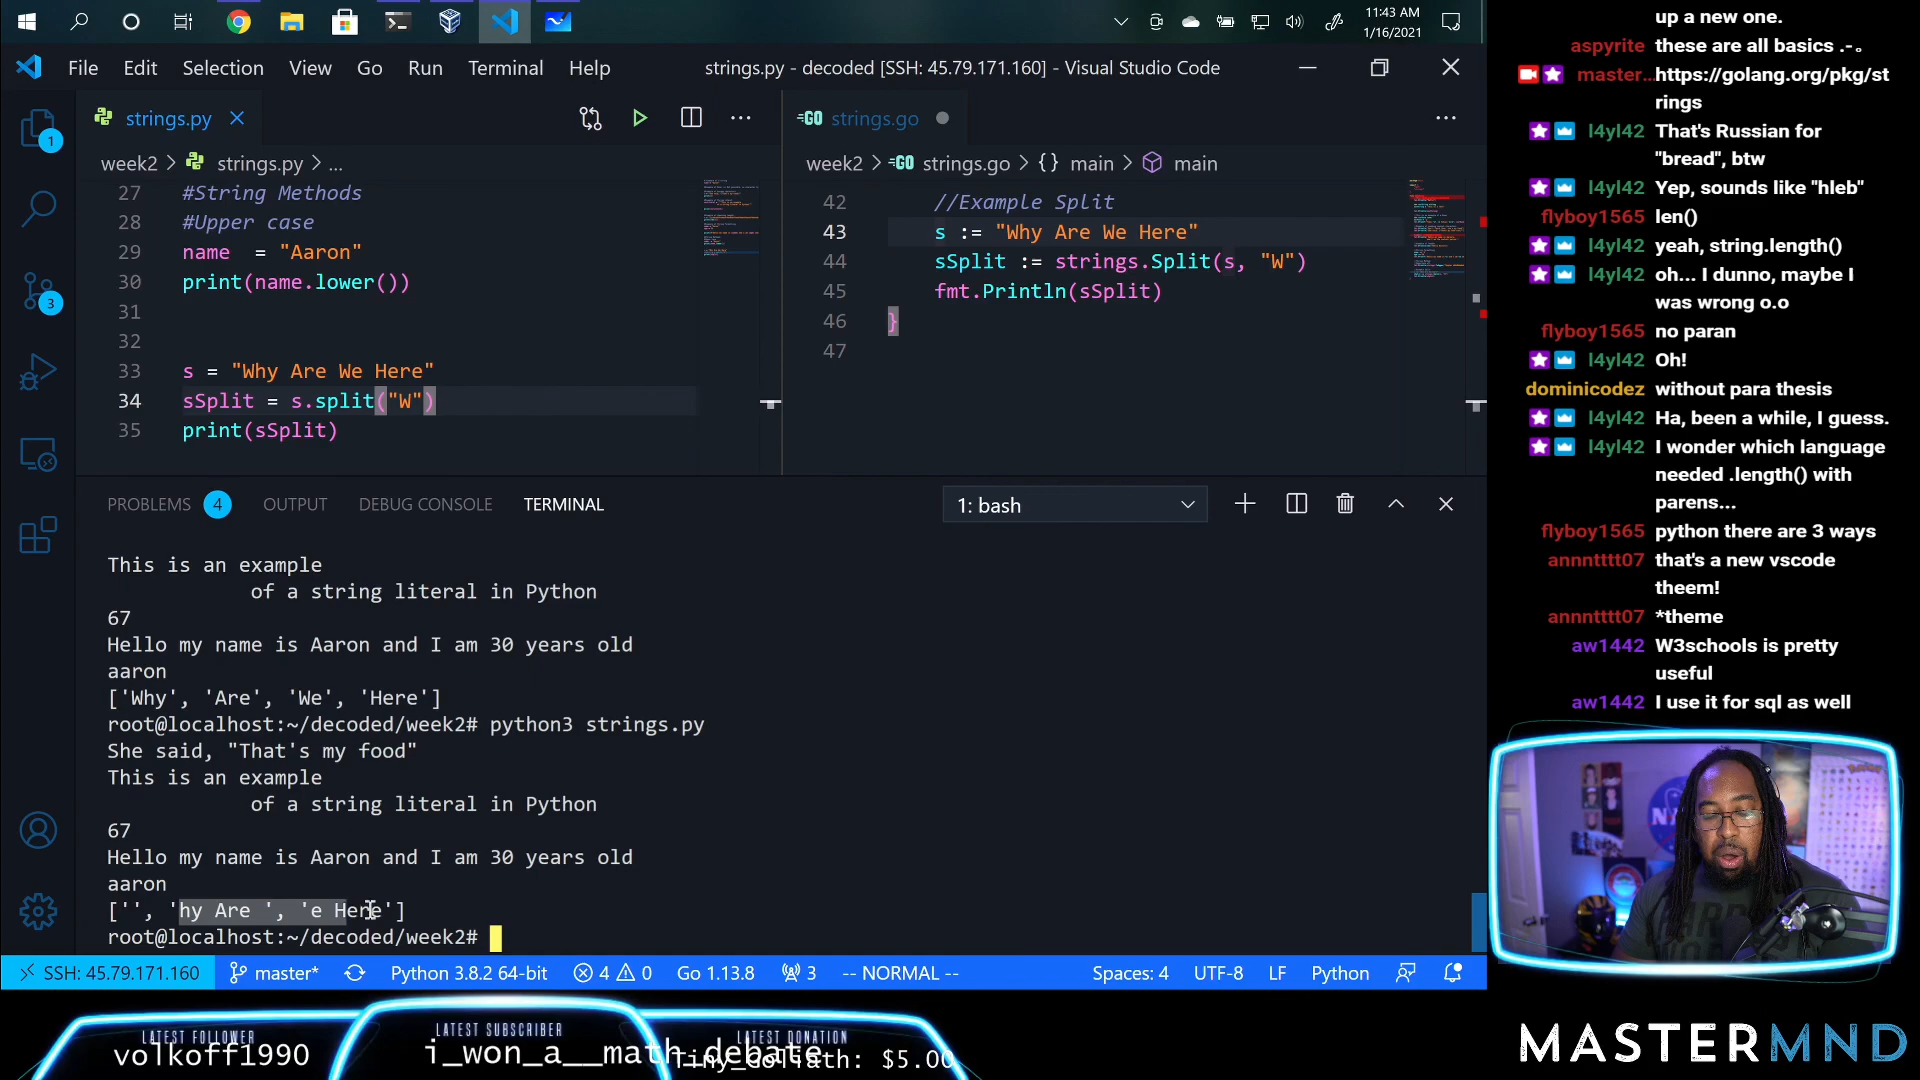 11:43 AM
1/16/2021
File Edit Selection View Go Run Terminal Help
strings.py - decoded [SSH: 45.79.171.160] - Visual Studio Code
strings.py
week2 > strings.py > ...
27 #String Methods
28 #Upper case
29 name  = "Aaron"
30 print(name.lower())
31
32
33 s = "Why Are We Here"
34 sSplit = s.split("W")
35 print(sSplit)
GO strings.go
week2 > GO strings.go > {} main > main
42 //Example Split
43 s := "Why Are We Here"
44 sSplit := strings.Split(s, "W")
45 fmt.Println(sSplit)
46 }
47
1
3
PROBLEMS 4 OUTPUT DEBUG CONSOLE TERMINAL
1: bash
This is an example
            of a string literal in Python
67
Hello my name is Aaron and I am 30 years old
aaron
['Why', 'Are', 'We', 'Here']
root@localhost:~/decoded/week2# python3 strings.py
She said, "That's my food"
This is an example
            of a string literal in Python
67
Hello my name is Aaron and I am 30 years old
aaron
['', 'hy Are ', 'e Here']
root@localhost:~/decoded/week2#
SSH: 45.79.171.160 master* Python 3.8.2 64-bit 4 0 Go 1.13.8 3 -- NORMAL -- Spaces: 4 UTF-8 LF Python
up a new one.
aspyrite these are all basics .-。
master... https://golang.org/pkg/st
rings
l4yl42 That's Russian for
"bread", btw
l4yl42 Yep, sounds like "hleb"
flyboy1565 len()
l4yl42 yeah, string.length()
l4yl42 oh... I dunno, maybe I
was wrong o.o
flyboy1565 no paran
l4yl42 Oh!
dominicodez without para thesis
l4yl42 Ha, been a while, I guess.
l4yl42 I wonder which language
needed .length() with
parens...
flyboy1565 python there are 3 ways
annntttt07 that's a new vscode
theem!
annntttt07 *theme
aw1442 W3schools is pretty
useful
aw1442 I use it for sql as well
LATEST FOLLOWER
volkoff1990
LATEST SUBSCRIBER
i_won_a__math_debate
LATEST DONATION
Tiny_Goliath: $5.00
MASTERMND